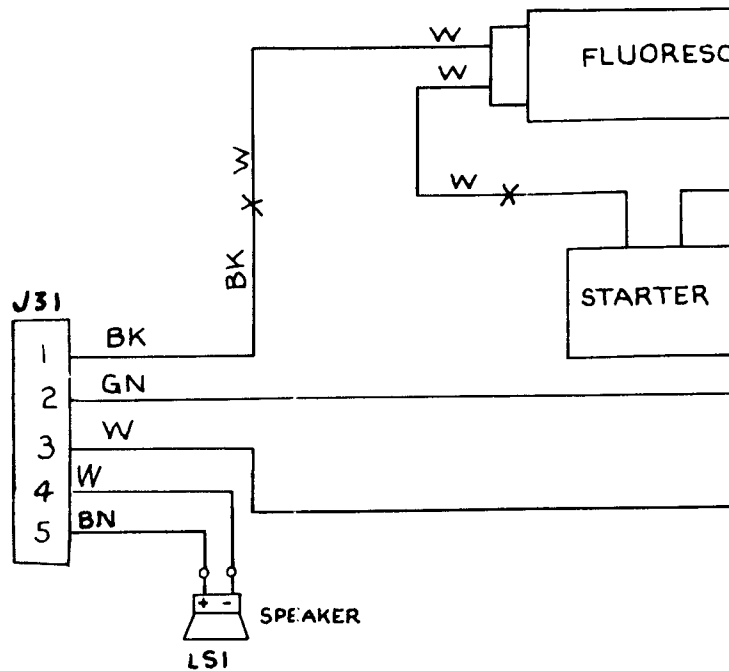 W
FLUORESC
W
W
W
BK
STARTER
J31
1 BK
2 GN
3 W
4 W
5 BN
+ -
SPEAKER
LS1